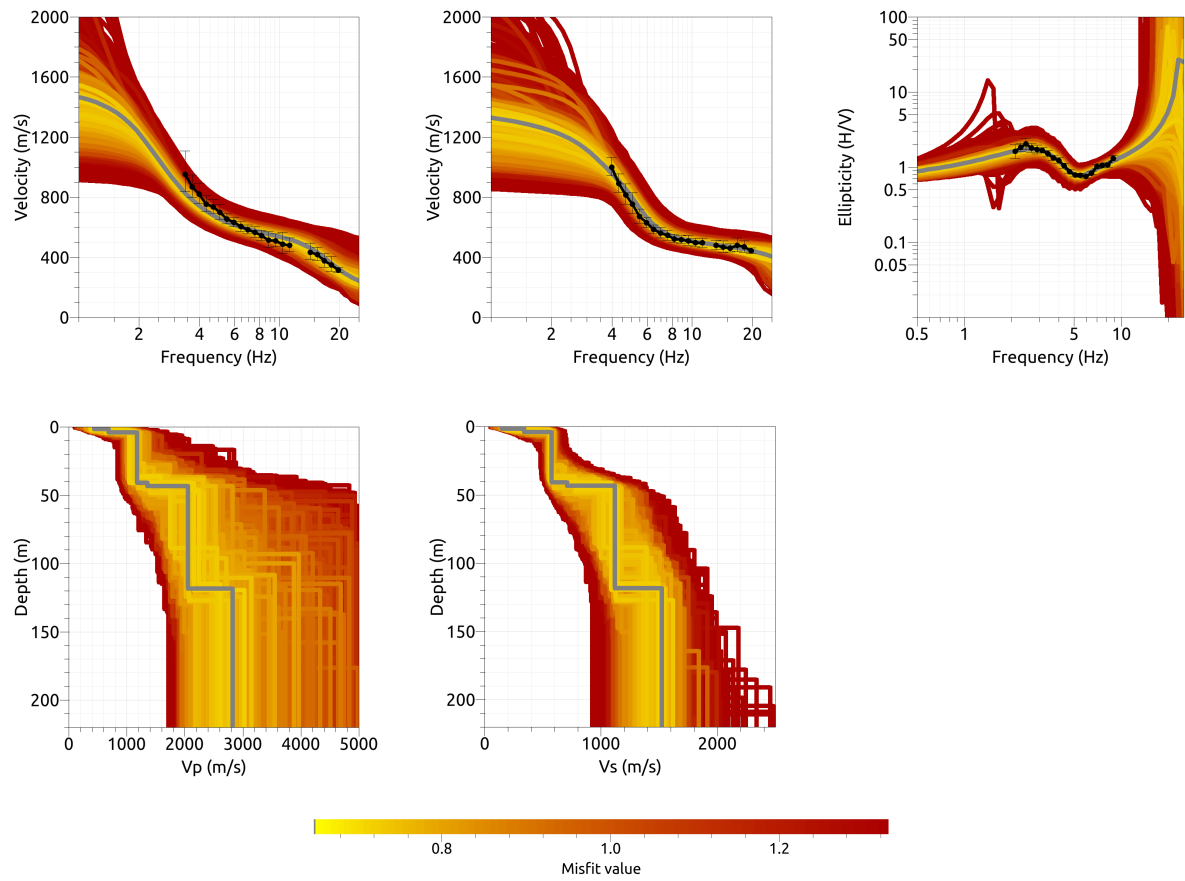 2000
1600
1200
800
400
0
Velocity (m/s)
2 4 6 8 10 20
Frequency (Hz)
2000
1600
1200
800
400
0
Velocity (m/s)
2 4 6 8 10 20
Frequency (Hz)
100
50
10
5
1
0.5
0.1
0.05
Ellipticity (H/V)
0.5 1 5 10
Frequency (Hz)
0
50
100
150
200
Depth (m)
0 1000 2000 3000 4000 5000
Vp (m/s)
0
50
100
150
200
Depth (m)
0 1000 2000
Vs (m/s)
0.8 1.0 1.2
Misfit value